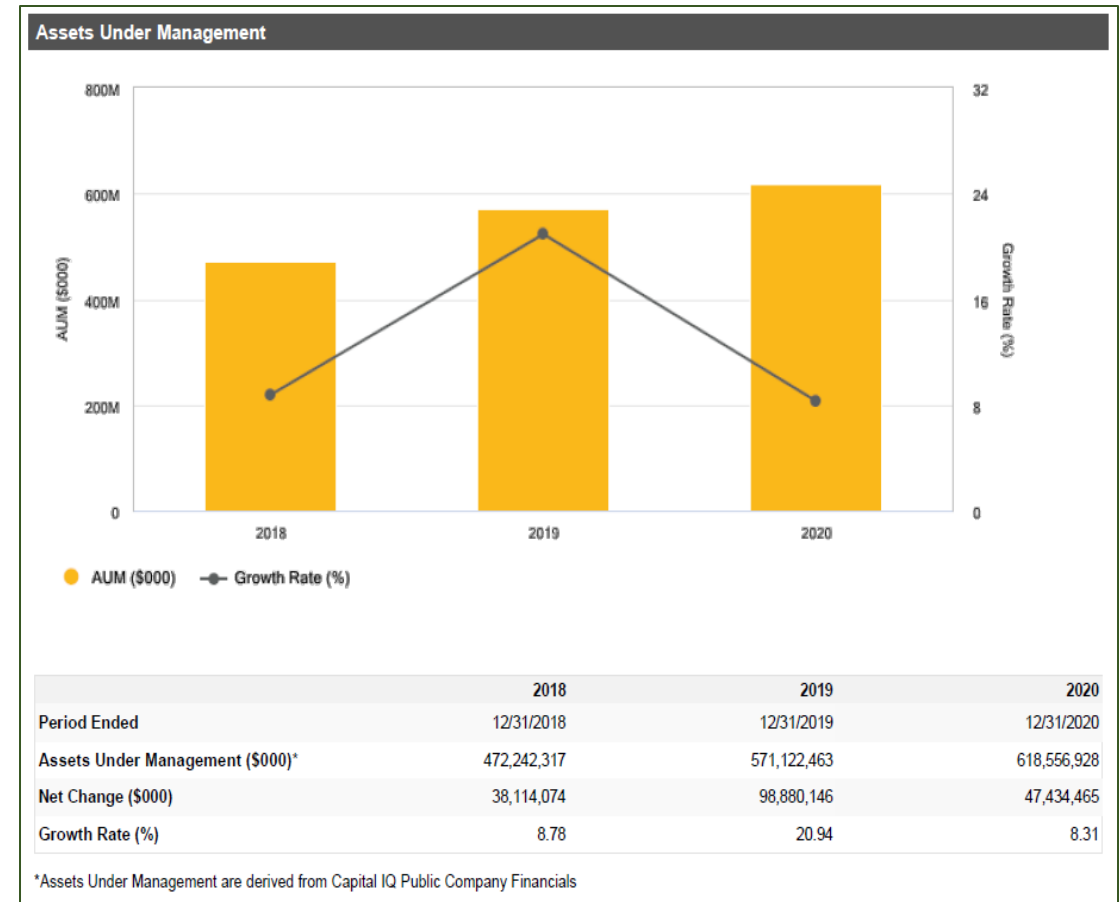 Assets Under Management
800M
600M
400M
200M
0
AUM ($000)
32
24
16
8
0
Growth Rate (%)
2018 2019 2020
AUM ($000) Growth Rate (%)
2018 2019 2020
Period Ended 12/31/2018 12/31/2019 12/31/2020
Assets Under Management ($000)* 472,242,317 571,122,463 618,556,928
Net Change ($000) 38,114,074 98,880,146 47,434,465
Growth Rate (%) 8.78 20.94 8.31
*Assets Under Management are derived from Capital IQ Public Company Financials